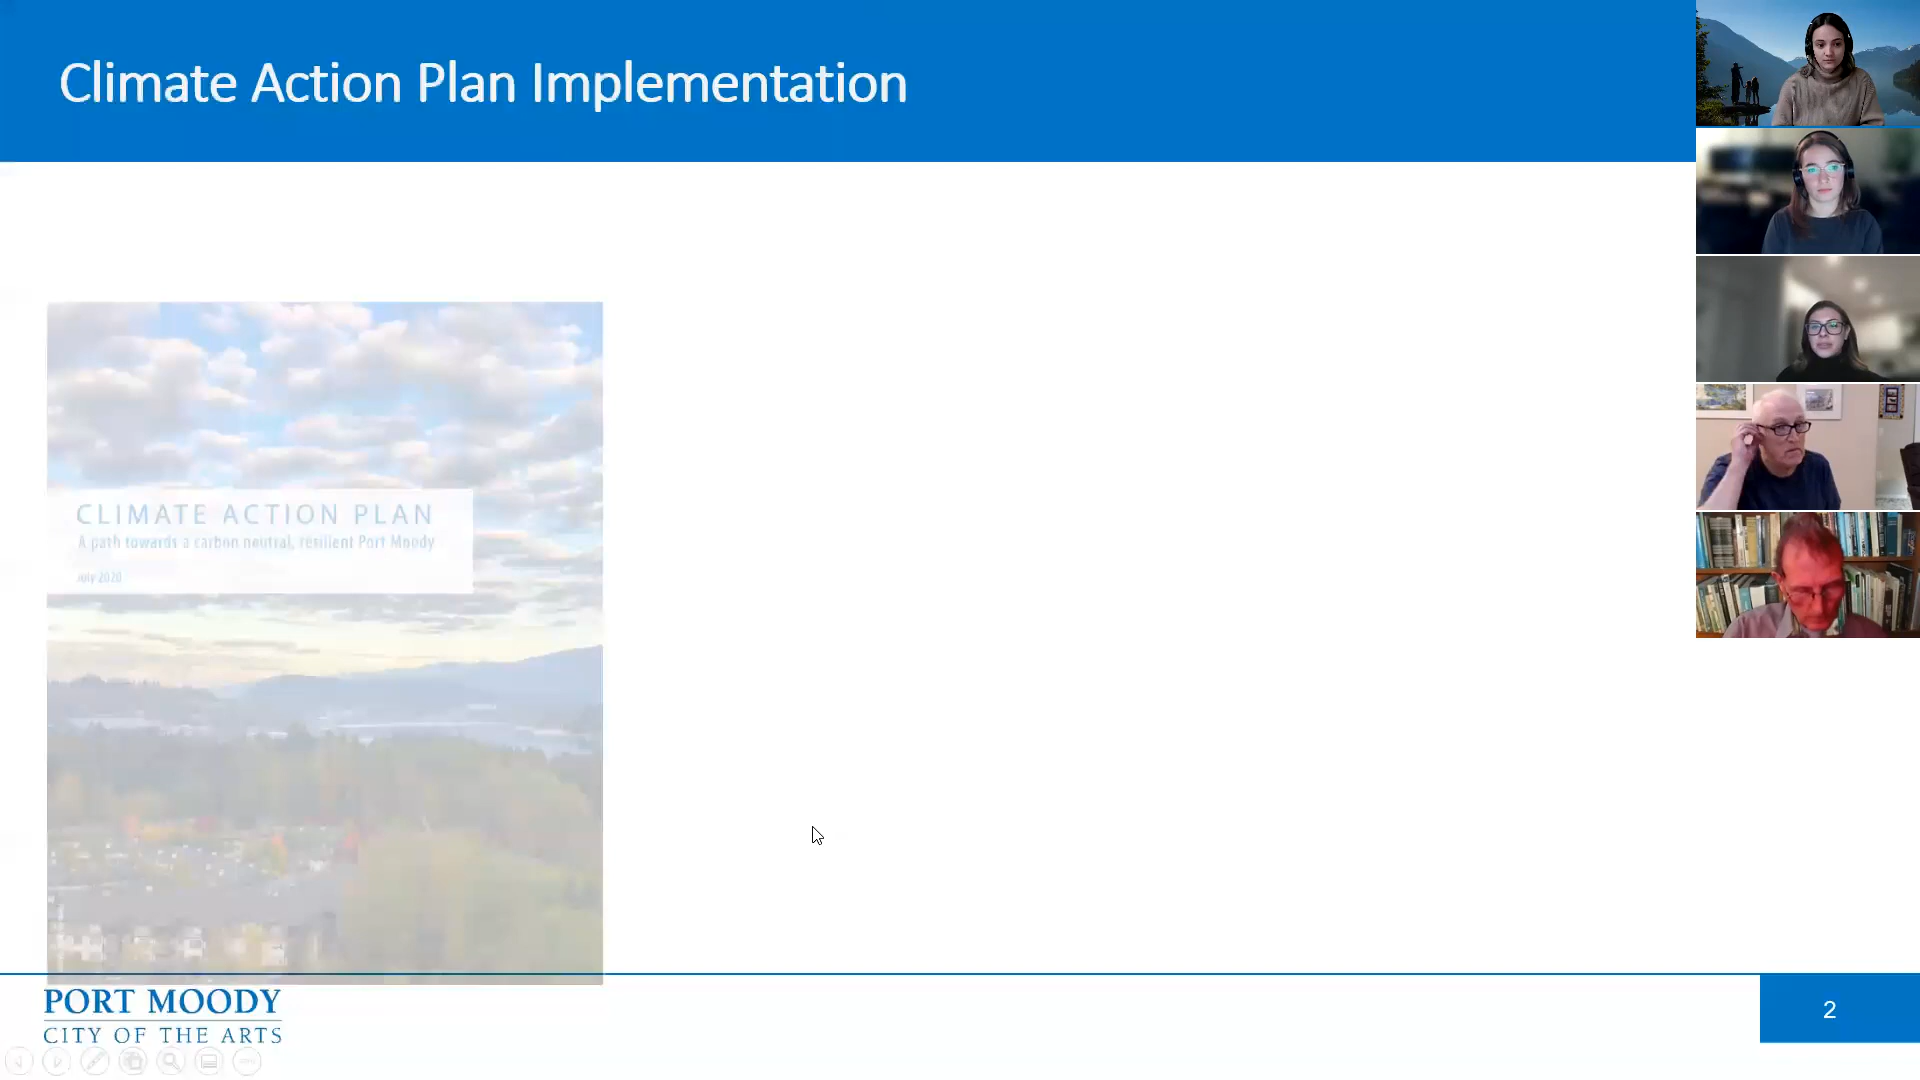 Climate Action Plan Implementation
CLIMATE ACTION PLAN
A path towards a carbon neutral, resilient Port Moody
July 2020
PORT MOODY
CITY OF THE ARTS
2